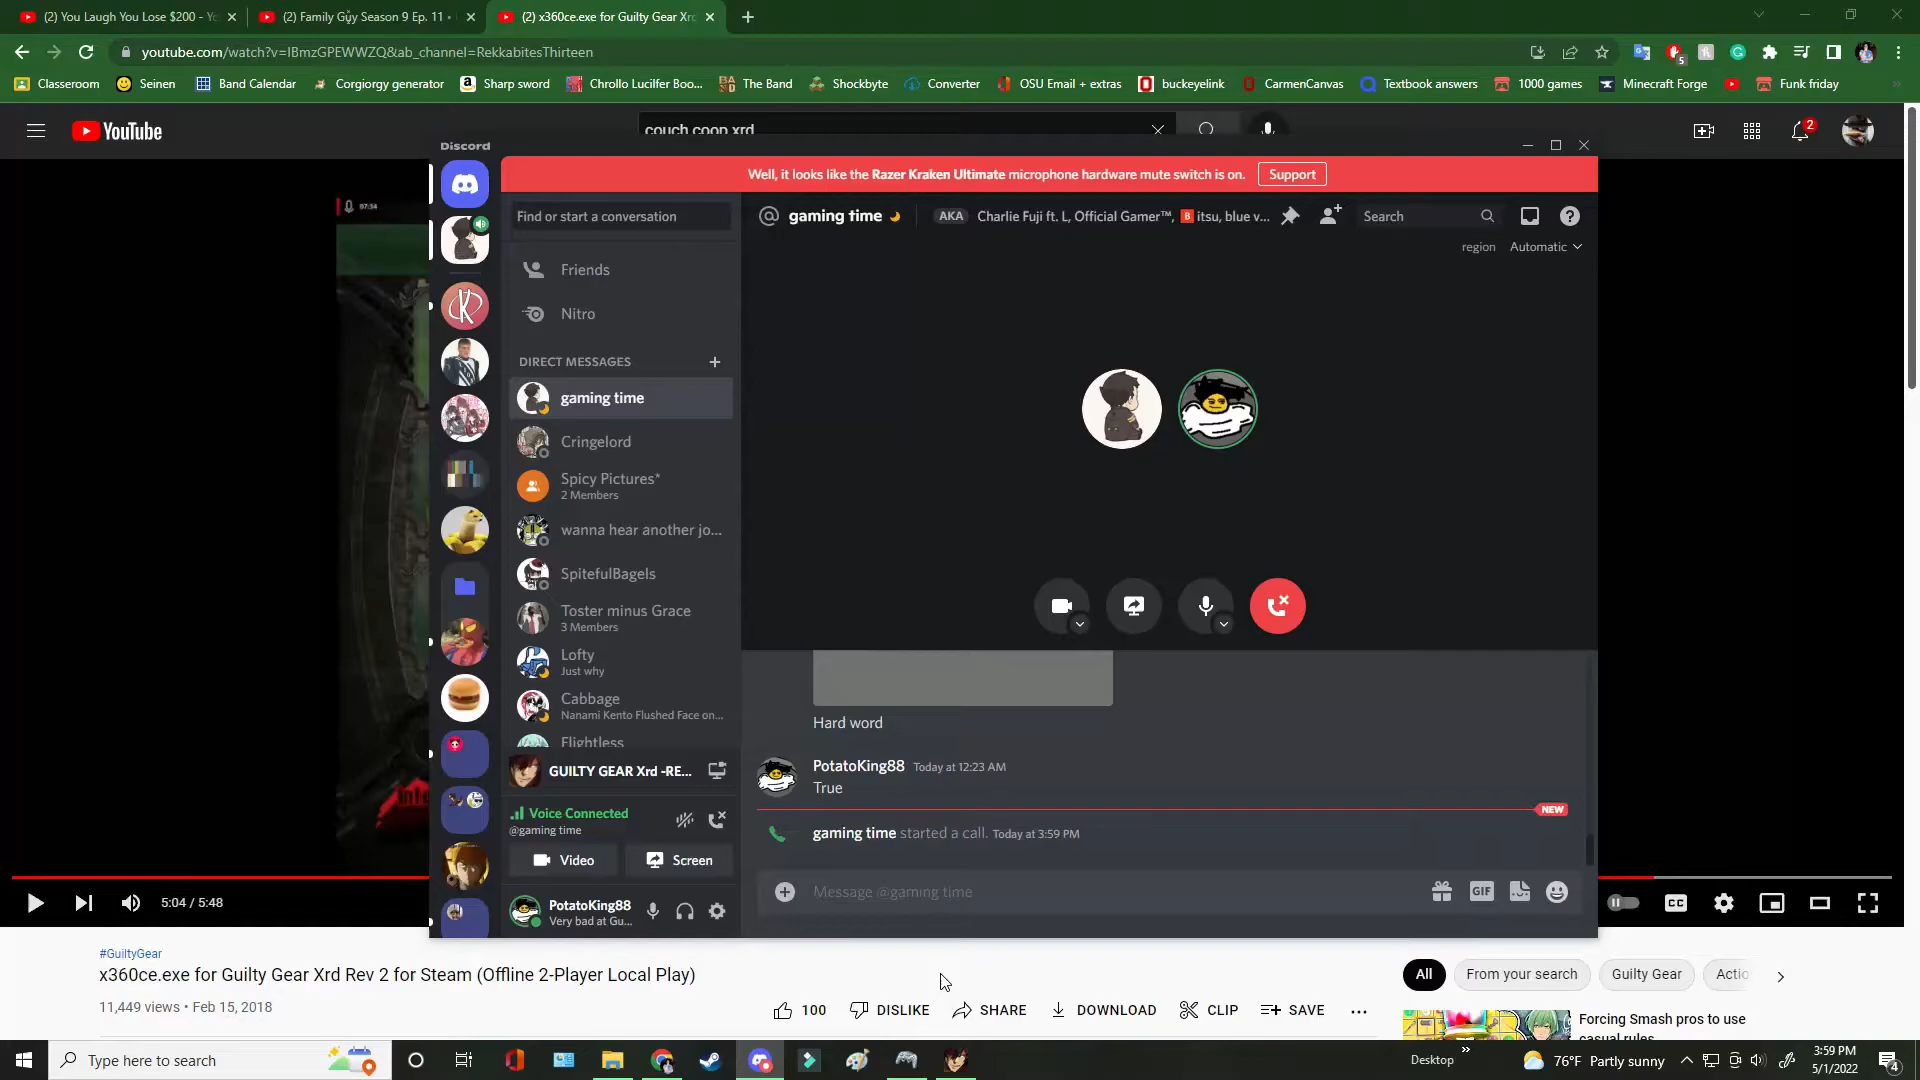 (2) You Laugh You Lose $200 - Yo
(2) Family Gųy Season 9 Ep. 11 •
(2) x360ce.exe for Guilty Gear Xrd
youtube.com/watch?v=IBmzGPEWWZQ&ab_channel=RekkabitesThirteen
5
Classroom
Seinen
Band Calendar
Corgiorgy generator
Sharp sword
Chrollo Lucilfer Boo...
The Band
Shockbyte
Converter
OSU Email + extras
buckeyelink
CarmenCanvas
Textbook answers
1000 games
Minecraft Forge
Funk friday
»
YouTube
couch coop xrd
2
Discord
Well, it looks like the Razer Kraken Ultimate microphone hardware mute switch is on.
Support
07:34
Find or start a conversation
@ gaming time
AKA
Charlie Fuji ft. L, Official Gamer™, B itsu, blue v...
Search
region
Automatic
Friends
Nitro
DIRECT MESSAGES
gaming time
Cringelord
Spicy Pictures*
2 Members
wanna hear another jo...
SpitefulBagels
Toster minus Grace
3 Members
Lofty
Just why
Cabbage
Nanami Kento Flushed Face on...
Flightless
GUILTY GEAR Xrd -RE...
Voice Connected
@gaming time
Video
Screen
PotatoKing88
Very bad at Gu...
Hard word
PotatoKing88 Today at 12:23 AM
True
NEW
gaming time started a call. Today at 3:59 PM
Message @gaming time
GIF
5:04 / 5:48
CC
#GuiltyGear
x360ce.exe for Guilty Gear Xrd Rev 2 for Steam (Offline 2-Player Local Play)
11,449 views • Feb 15, 2018
100
DISLIKE
SHARE
DOWNLOAD
CLIP
SAVE
All
From your search
Guilty Gear
Actio
Forcing Smash pros to use
casual rules
Type here to search
Desktop
»
76°F Partly sunny
3:59 PM
5/1/2022
4